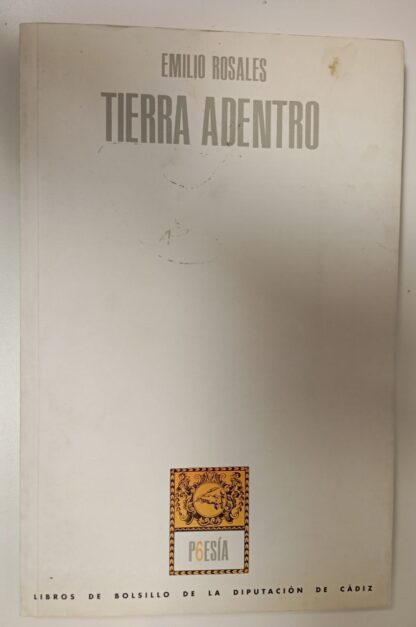 EMILIO ROSALES
TIERRA ADENTRO
P6ESÍA
LIBROS DE BOLSILLO DE LA DIPUTACIÓN DE CÁDIZ